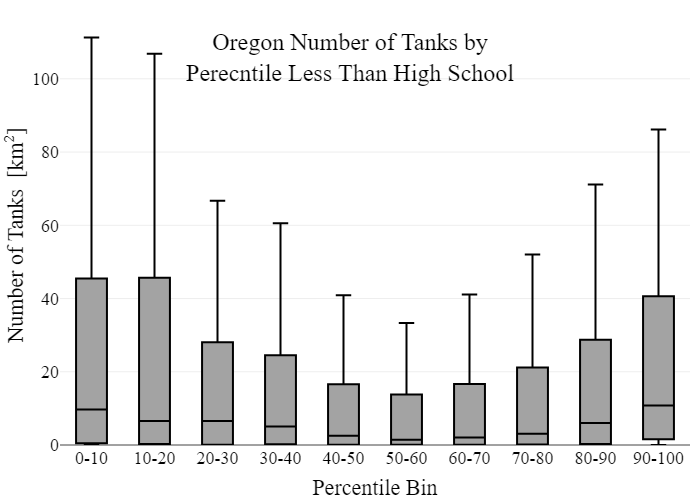 Oregon Number of Tanks by
Perecntile Less Than High School
Number of Tanks [km²]
100
80
60
40
20
0
0-10 10-20 20-30 30-40 40-50 50-60 60-70 70-80 80-90 90-100
Percentile Bin